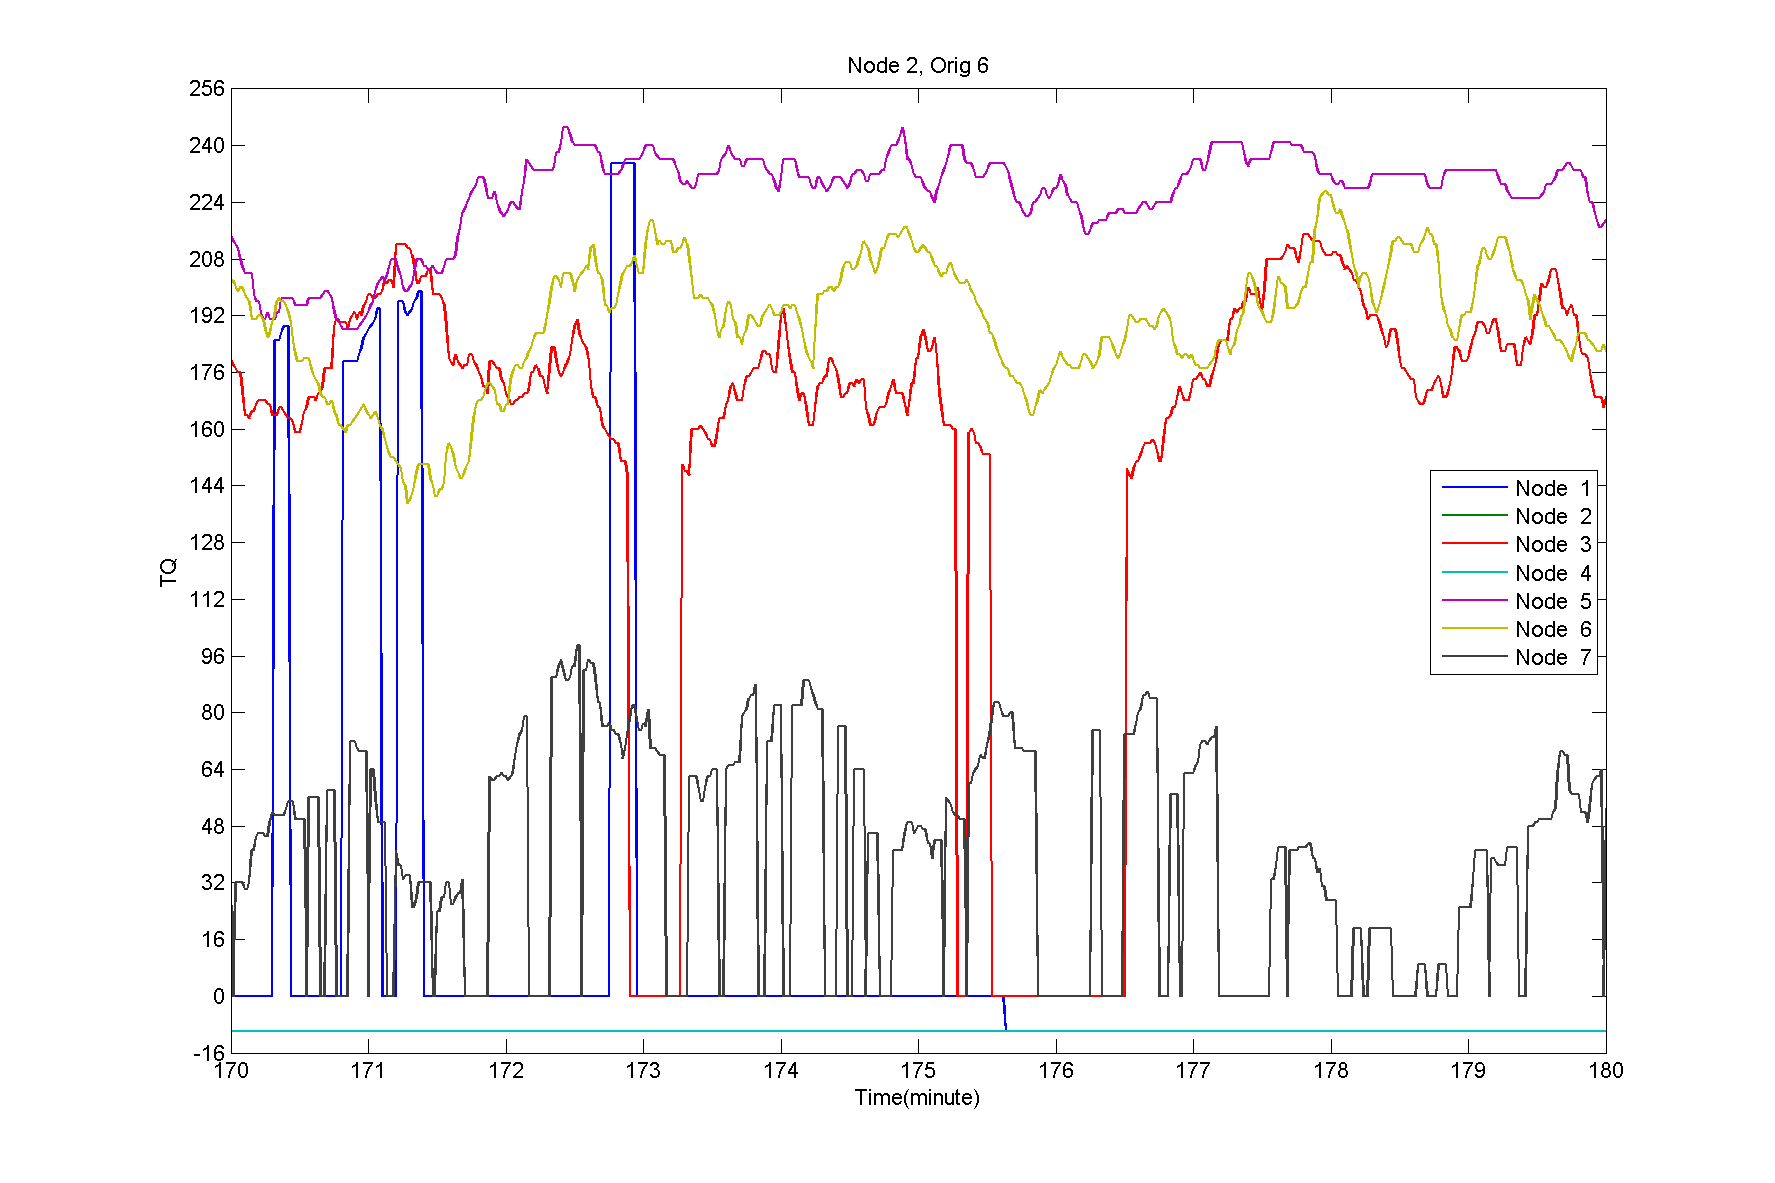 Node 2, Orig 6
256
240
224
208
192
176
160
144
128
112
96
80
64
48
32
16
0
-16
TQ
Node 1
Node 2
Node 3
Node 4
Node 5
Node 6
Node 7
170 171 172 173 174 175 176 177 178 179 180
Time(minute)